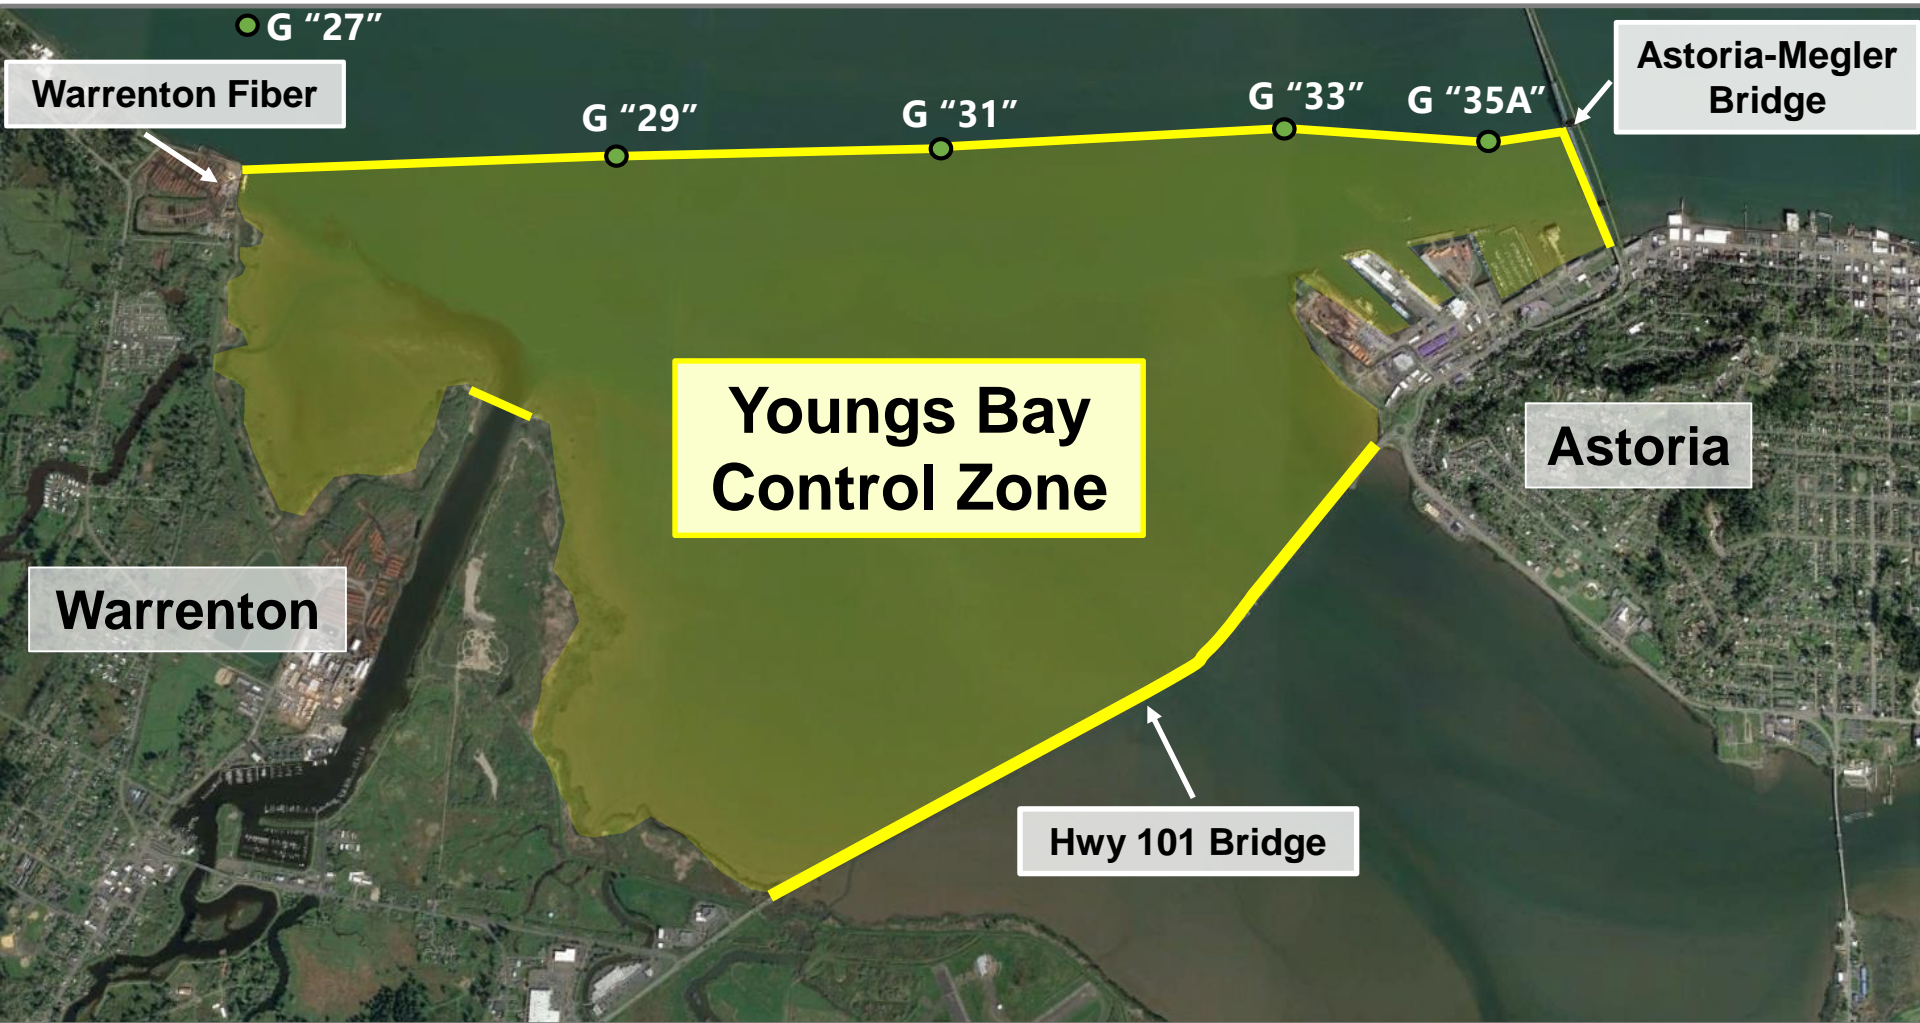 G “27”
Warrenton Fiber
G “29”
G “31”
G “33”
G “35A”
Astoria-Megler
Bridge
Youngs Bay
Control Zone
Astoria
Warrenton
Hwy 101 Bridge